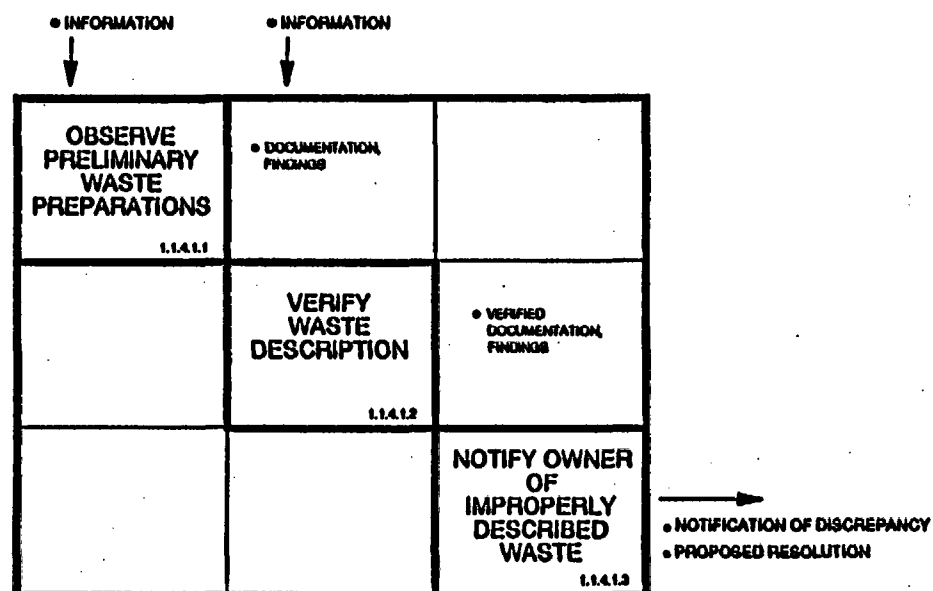 • INFORMATION
• INFORMATION
OBSERVE
PRELIMINARY
WASTE
PREPARATIONS
1.1.4.1.1
• DOCUMENTATION,
FINDINGS
VERIFY
WASTE
DESCRIPTION
1.1.4.1.2
• VERIFIED
DOCUMENTATION,
FINDINGS
NOTIFY OWNER
OF
IMPROPERLY
DESCRIBED
WASTE
1.1.4.1.3
• NOTIFICATION OF DISCREPANCY
• PROPOSED RESOLUTION